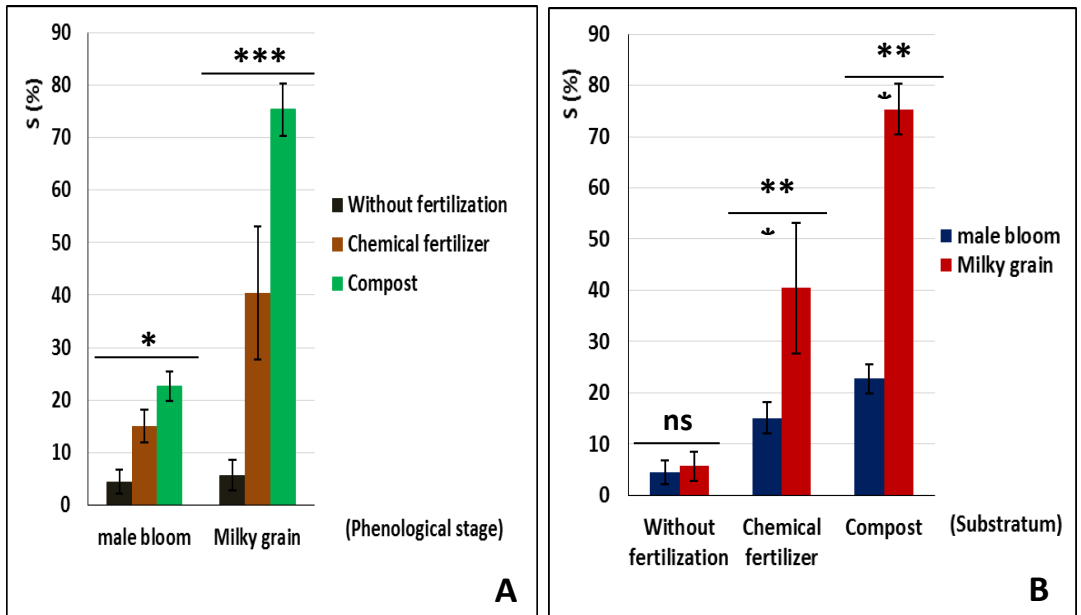 90
80
70
60
50
40
30
20
10
0
S (%)
***
*
Without fertilization
Chemical fertilizer
Compost
male bloom
Milky grain
(Phenological stage)
A
90
80
70
60
50
40
30
20
10
0
S (%)
**
*
**
*
ns
male bloom
Milky grain
Without
fertilization
Chemical
fertilizer
Compost
(Substratum)
B